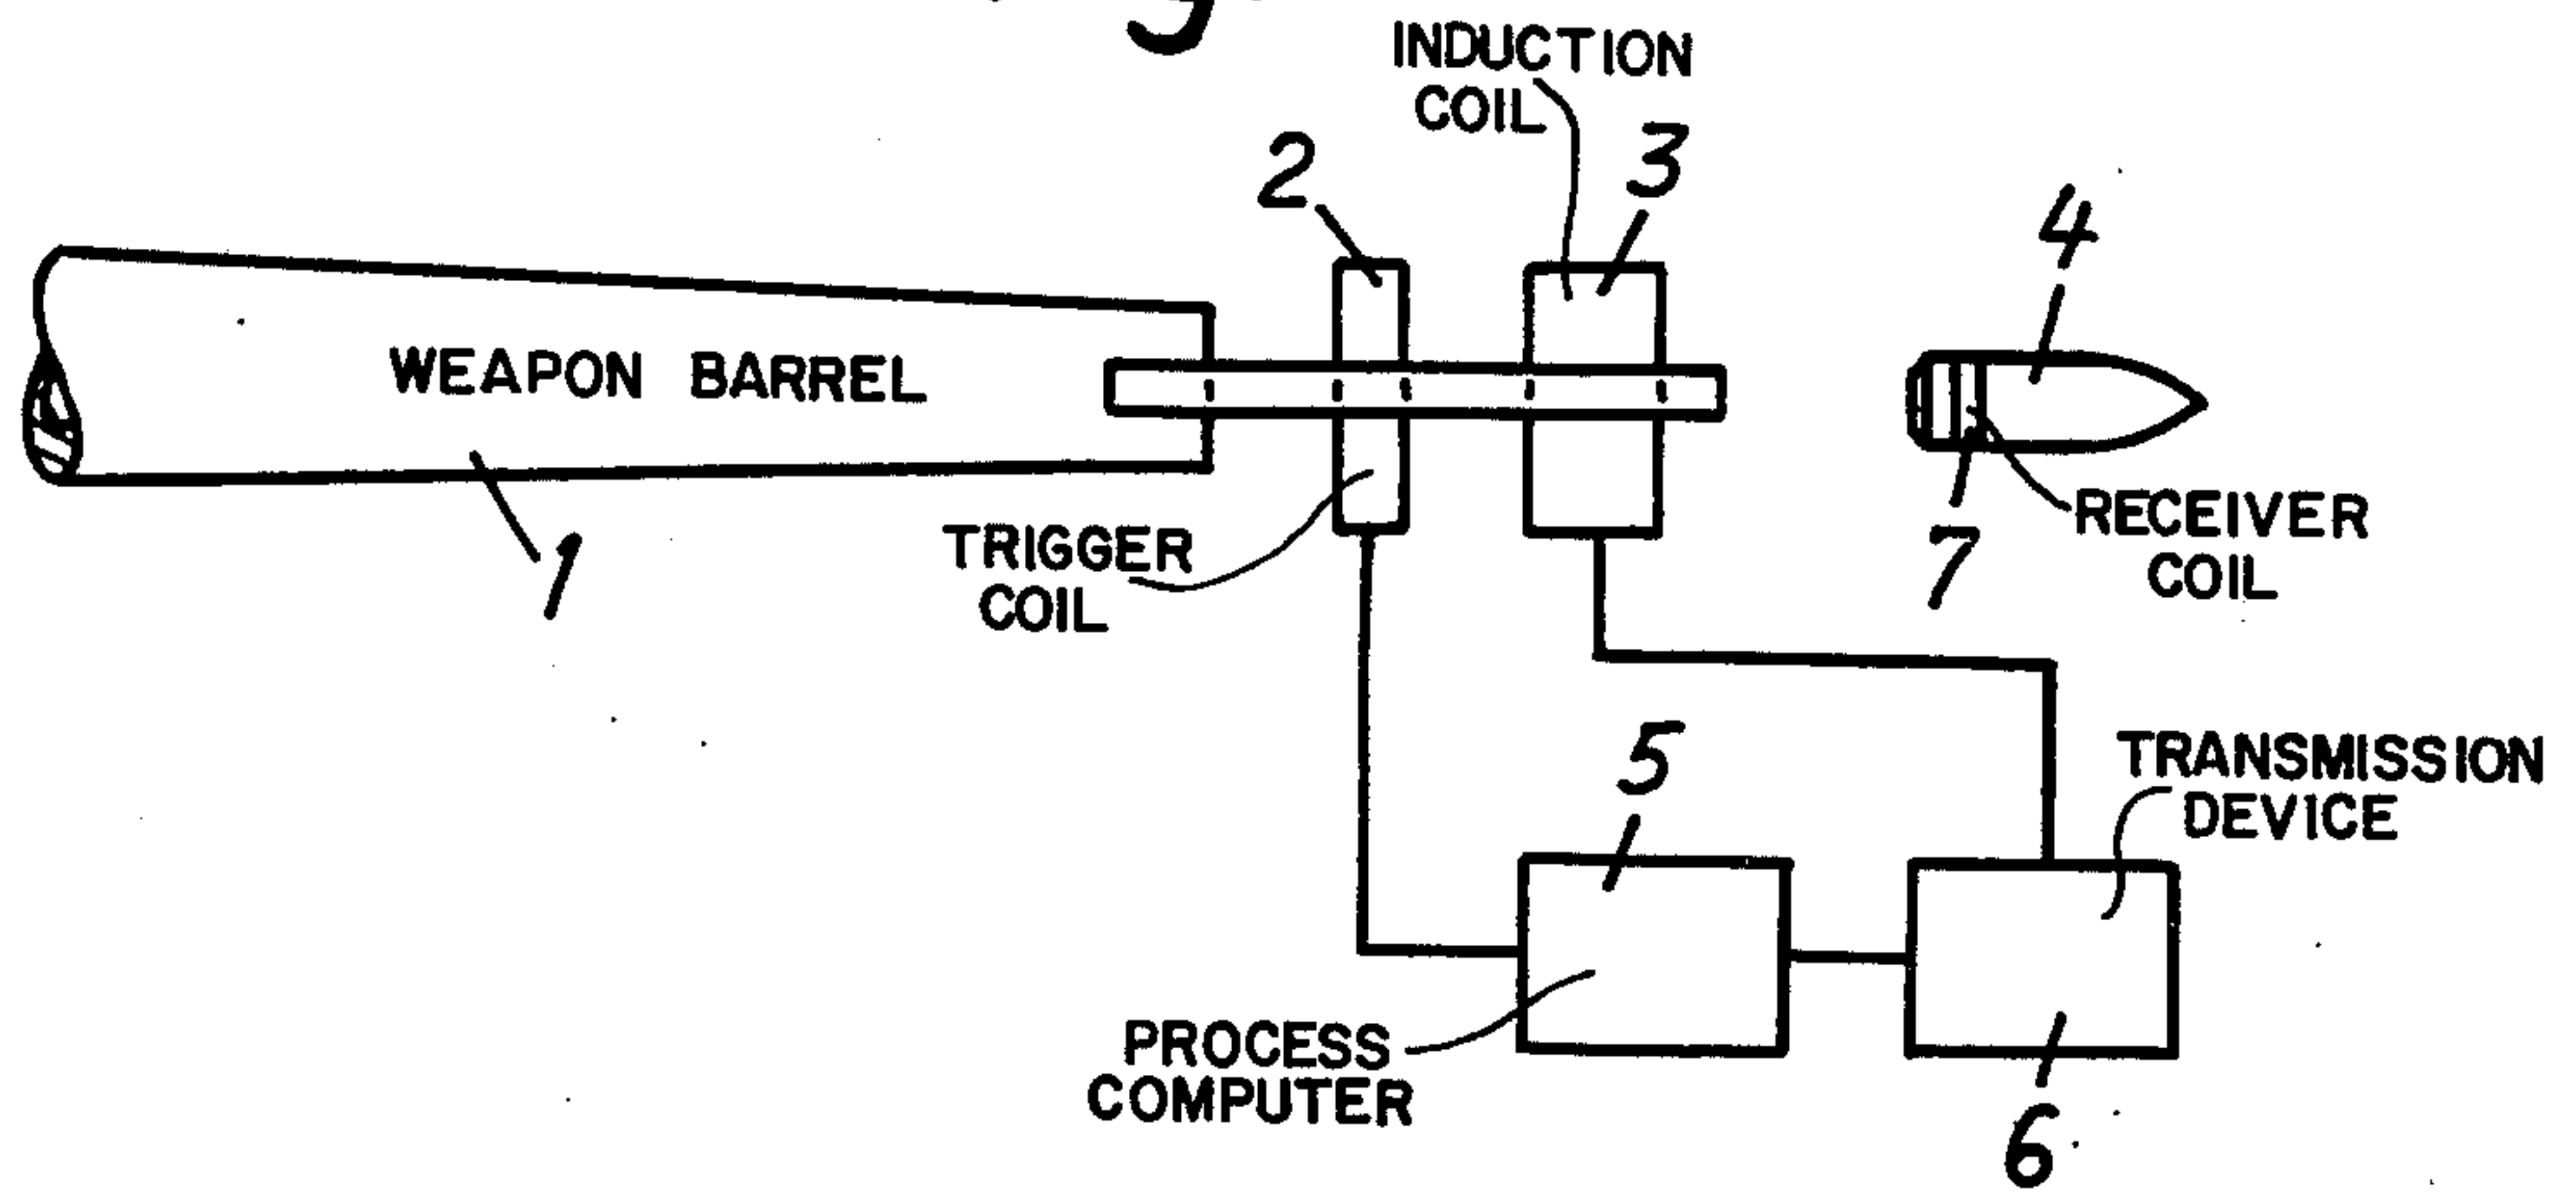 INDUCTION
COIL
2
3
4
WEAPON BARREL
1
TRIGGER
COIL
7
RECEIVER
COIL
5
TRANSMISSION
DEVICE
PROCESS
COMPUTER
6